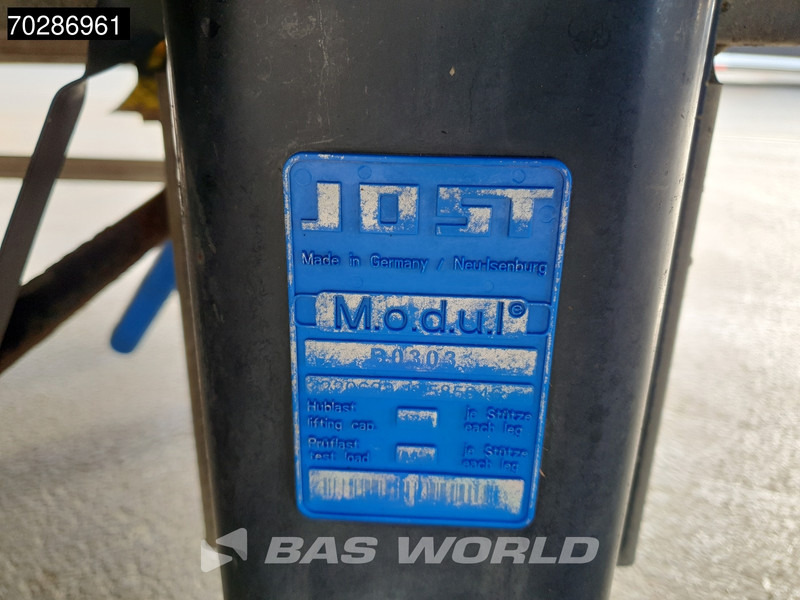 70286961
JOST
Made in Germany / Neu-Isenburg
M.o.d.u.l®
B0303
Hublast je Stütze
lifting cap. each leg
Prüflast je Stütze
test load each leg
BAS WORLD